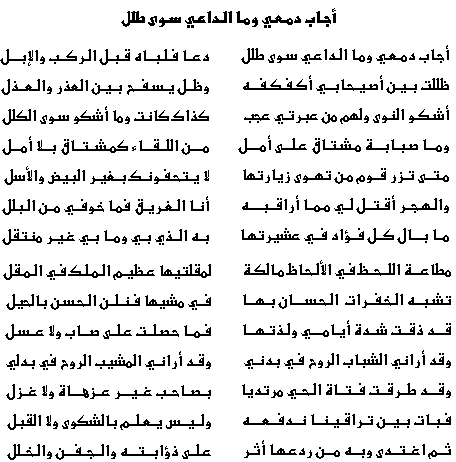 أجاب دمعي وما الداعي سوى طلل
أجاب دمعي وما الداعي سوى طلل دعا فلباه قبل الركب والإبل
ظللت بين أصيحابي أكفكفه وظل يسفح بين العذر والعذل
أشكو النوى ولهم من عبرتي عجب كذاك كانت وما أشكو سوى الكلل
وما صبابة مشتاق على أمل من اللقاء كمشتاق بلا أمل
متى تزر قوم من تهوى زيارتها لا يتحفونك بغير البيض والأسل
والهجر أقتل لي مما أراقبه أنا الغريق فما خوفي من البلل
ما بال كل فؤاد في عشيرتها به الذي بي وما بي غير منتقل
مطاعة اللحظ في الألحاظ مالكة لمقلتيها عظيم الملك في المقل
تشبه الخفرات الحسان بها في مشيها فنلن الحسن بالحيل
قد ذقت شدة أيامي ولذتها فما حصلت على صاب ولا عسل
وقد أراني الشباب الروح في بدني وقد أراني المشيب الروح في بدلي
وقد طرقت فتاة الحي مرتديا بصاحب غير عزهاة ولا غزل
فبات بين تراقينا ندفعه وليس يعلم بالشكوى ولا القبل
ثم اغتدى وبه من ردعها أثر على ذؤابته والجفن والخلل